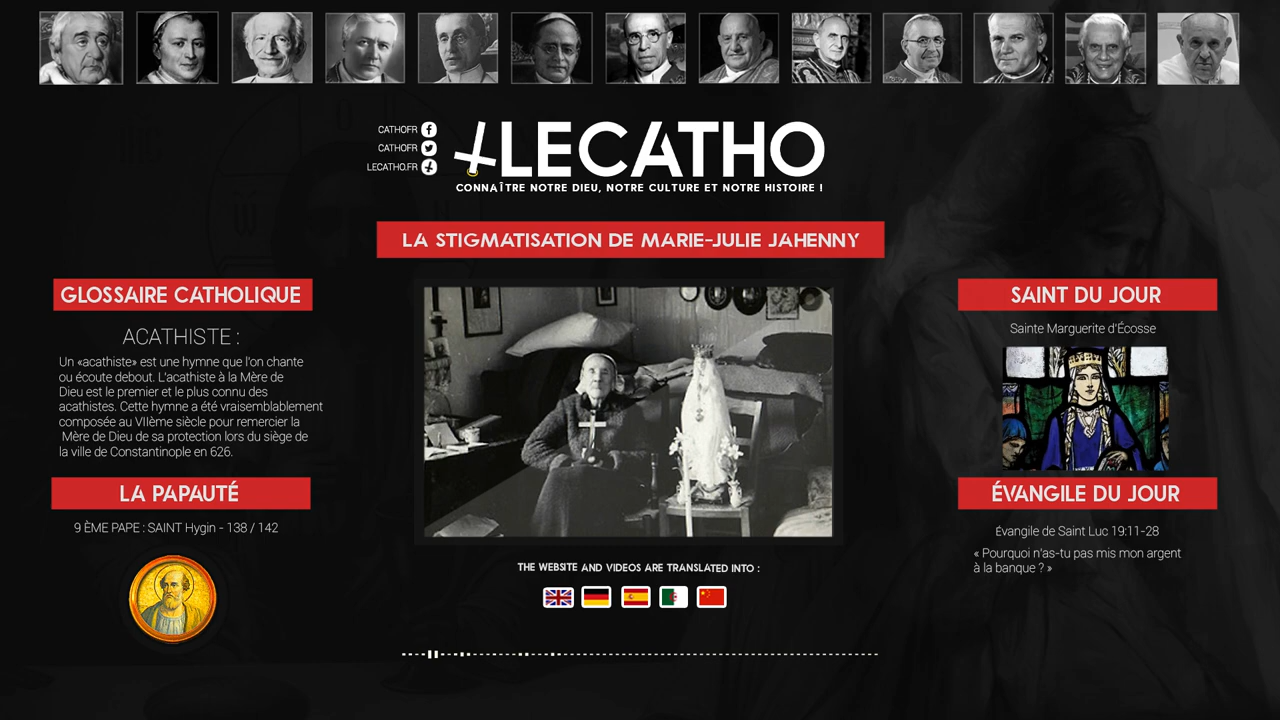 CATHOFR
CATHOFR
LECATHO.FR
LECATHO
CONNAÎTRE NOTRE DIEU, NOTRE CULTURE ET NOTRE HISTOIRE !
LA STIGMATISATION DE MARIE-JULIE JAHENNY
GLOSSAIRE CATHOLIQUE
ACATHISTE :
Un «acathiste» est une hymne que l'on chante
ou écoute debout. L'acathiste à la Mère de
Dieu est le premier et le plus connu des
acathistes. Cette hymne a été vraisemblablement
composée au VIIème siècle pour remercier la
Mère de Dieu de sa protection lors du siège de
la ville de Constantinople en 626.
LA PAPAUTÉ
9 ÈME PAPE : SAINT Hygin - 138 / 142
THE WEBSITE AND VIDEOS ARE TRANSLATED INTO :
SAINT DU JOUR
Sainte Marguerite d'Écosse
ÉVANGILE DU JOUR
Évangile de Saint Luc 19:11-28
« Pourquoi n'as-tu pas mis mon argent
à la banque ? »